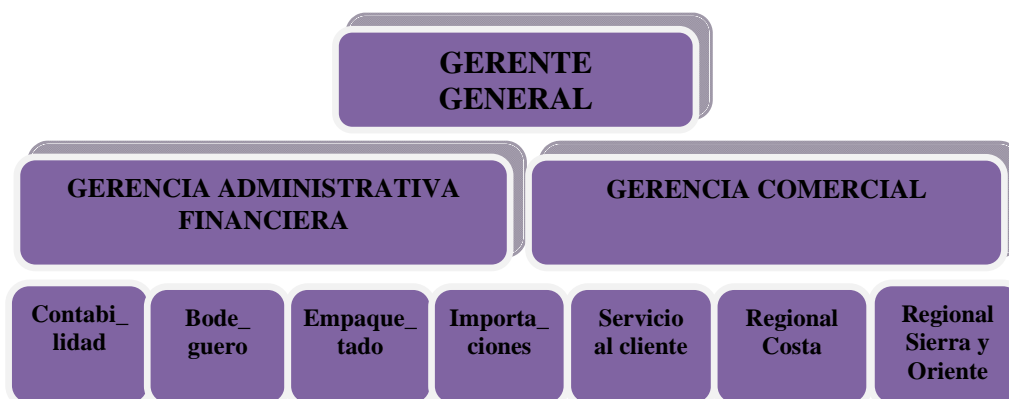 GERENTE
GENERAL
GERENCIA ADMINISTRATIVA
FINANCIERA
GERENCIA COMERCIAL
Contabi_
lidad
Bode_
guero
Empaque_
tado
Importa_
ciones
Servicio
al cliente
Regional
Costa
Regional
Sierra y
Oriente